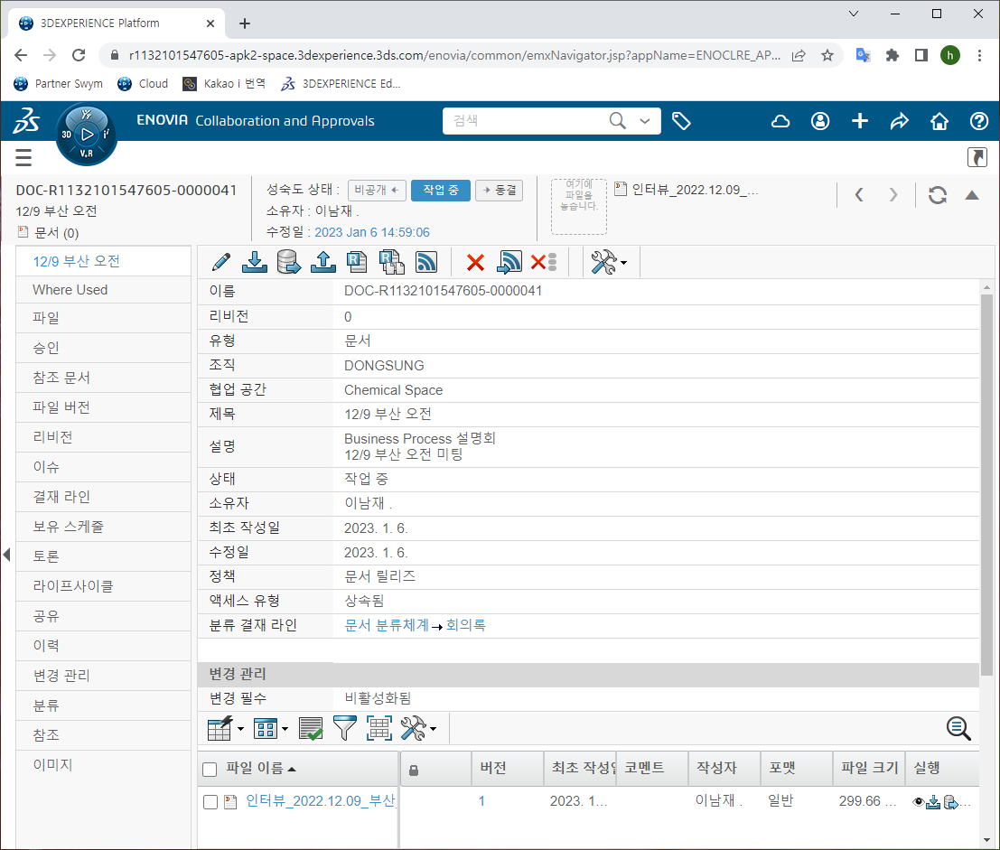 3DEXPERIENCE Platform
r1132101547605-apk2-space.3dexperience.3ds.com/enovia/common/emxNavigator.jsp?appName=ENOCLRE_AP...
h
Partner Swym
Cloud
Kakao i 번역
3DEXPERIENCE Ed...
3D
V.R
ENOVIA Collaboration and Approvals
검색
DOC-R1132101547605-0000041
12/9 부산 오전
문서 (0)
성숙도 상태 : 비공개 작업 중 동결
소유자 : 이남재 .
수정일 : 2023 Jan 6 14:59:06
여기에
파일을
놓습니다.
인터뷰_2022.12.09_...
12/9 부산 오전
Where Used
파일
승인
참조 문서
파일 버전
리비전
이슈
결재 라인
보유 스케줄
토론
라이프사이클
공유
이력
변경 관리
분류
참조
이미지
이름 DOC-R1132101547605-0000041
리비전 0
유형 문서
조직 DONGSUNG
협업 공간 Chemical Space
제목 12/9 부산 오전
설명 Business Process 설명회
12/9 부산 오전 미팅
상태 작업 중
소유자 이남재 .
최초 작성일 2023. 1. 6.
수정일 2023. 1. 6.
정책 문서 릴리즈
액세스 유형 상속됨
분류 결재 라인 문서 분류체계 → 회의록
변경 관리
변경 필수 비활성화됨
파일 이름 버전 최초 작성일 코멘트 작성자 포맷 파일 크기 실행
인터뷰_2022.12.09_부산_ 1 2023. 1... 이남재 . 일반 299.66 ... ...